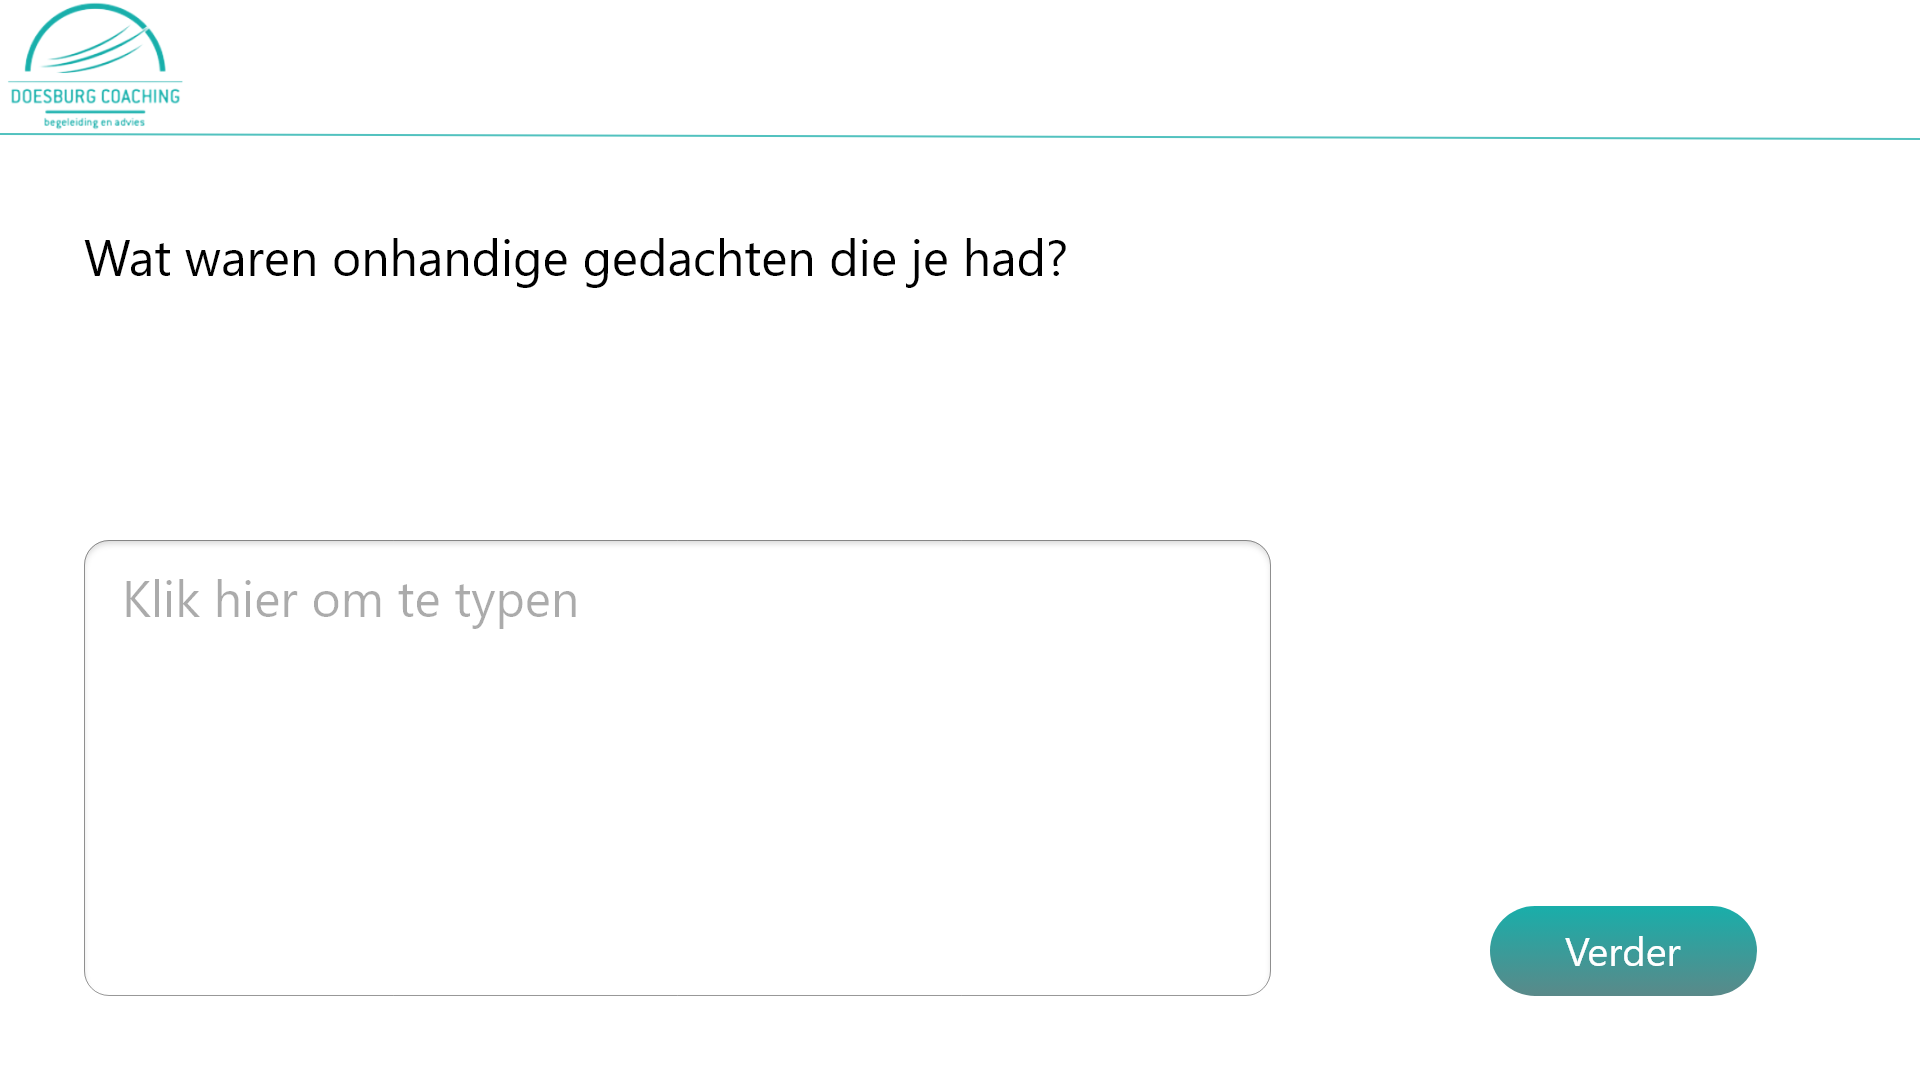 DOESBURG COACHING
begeleiding en advies
Wat waren onhandige gedachten die je had?
Klik hier om te typen
Verder